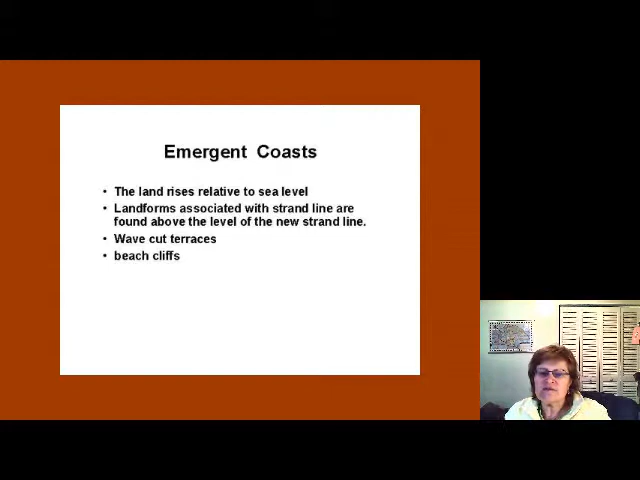 Emergent Coasts
• The land rises relative to sea level
• Landforms associated with strand line are
found above the level of the new strand line.
• Wave cut terraces
• beach cliffs